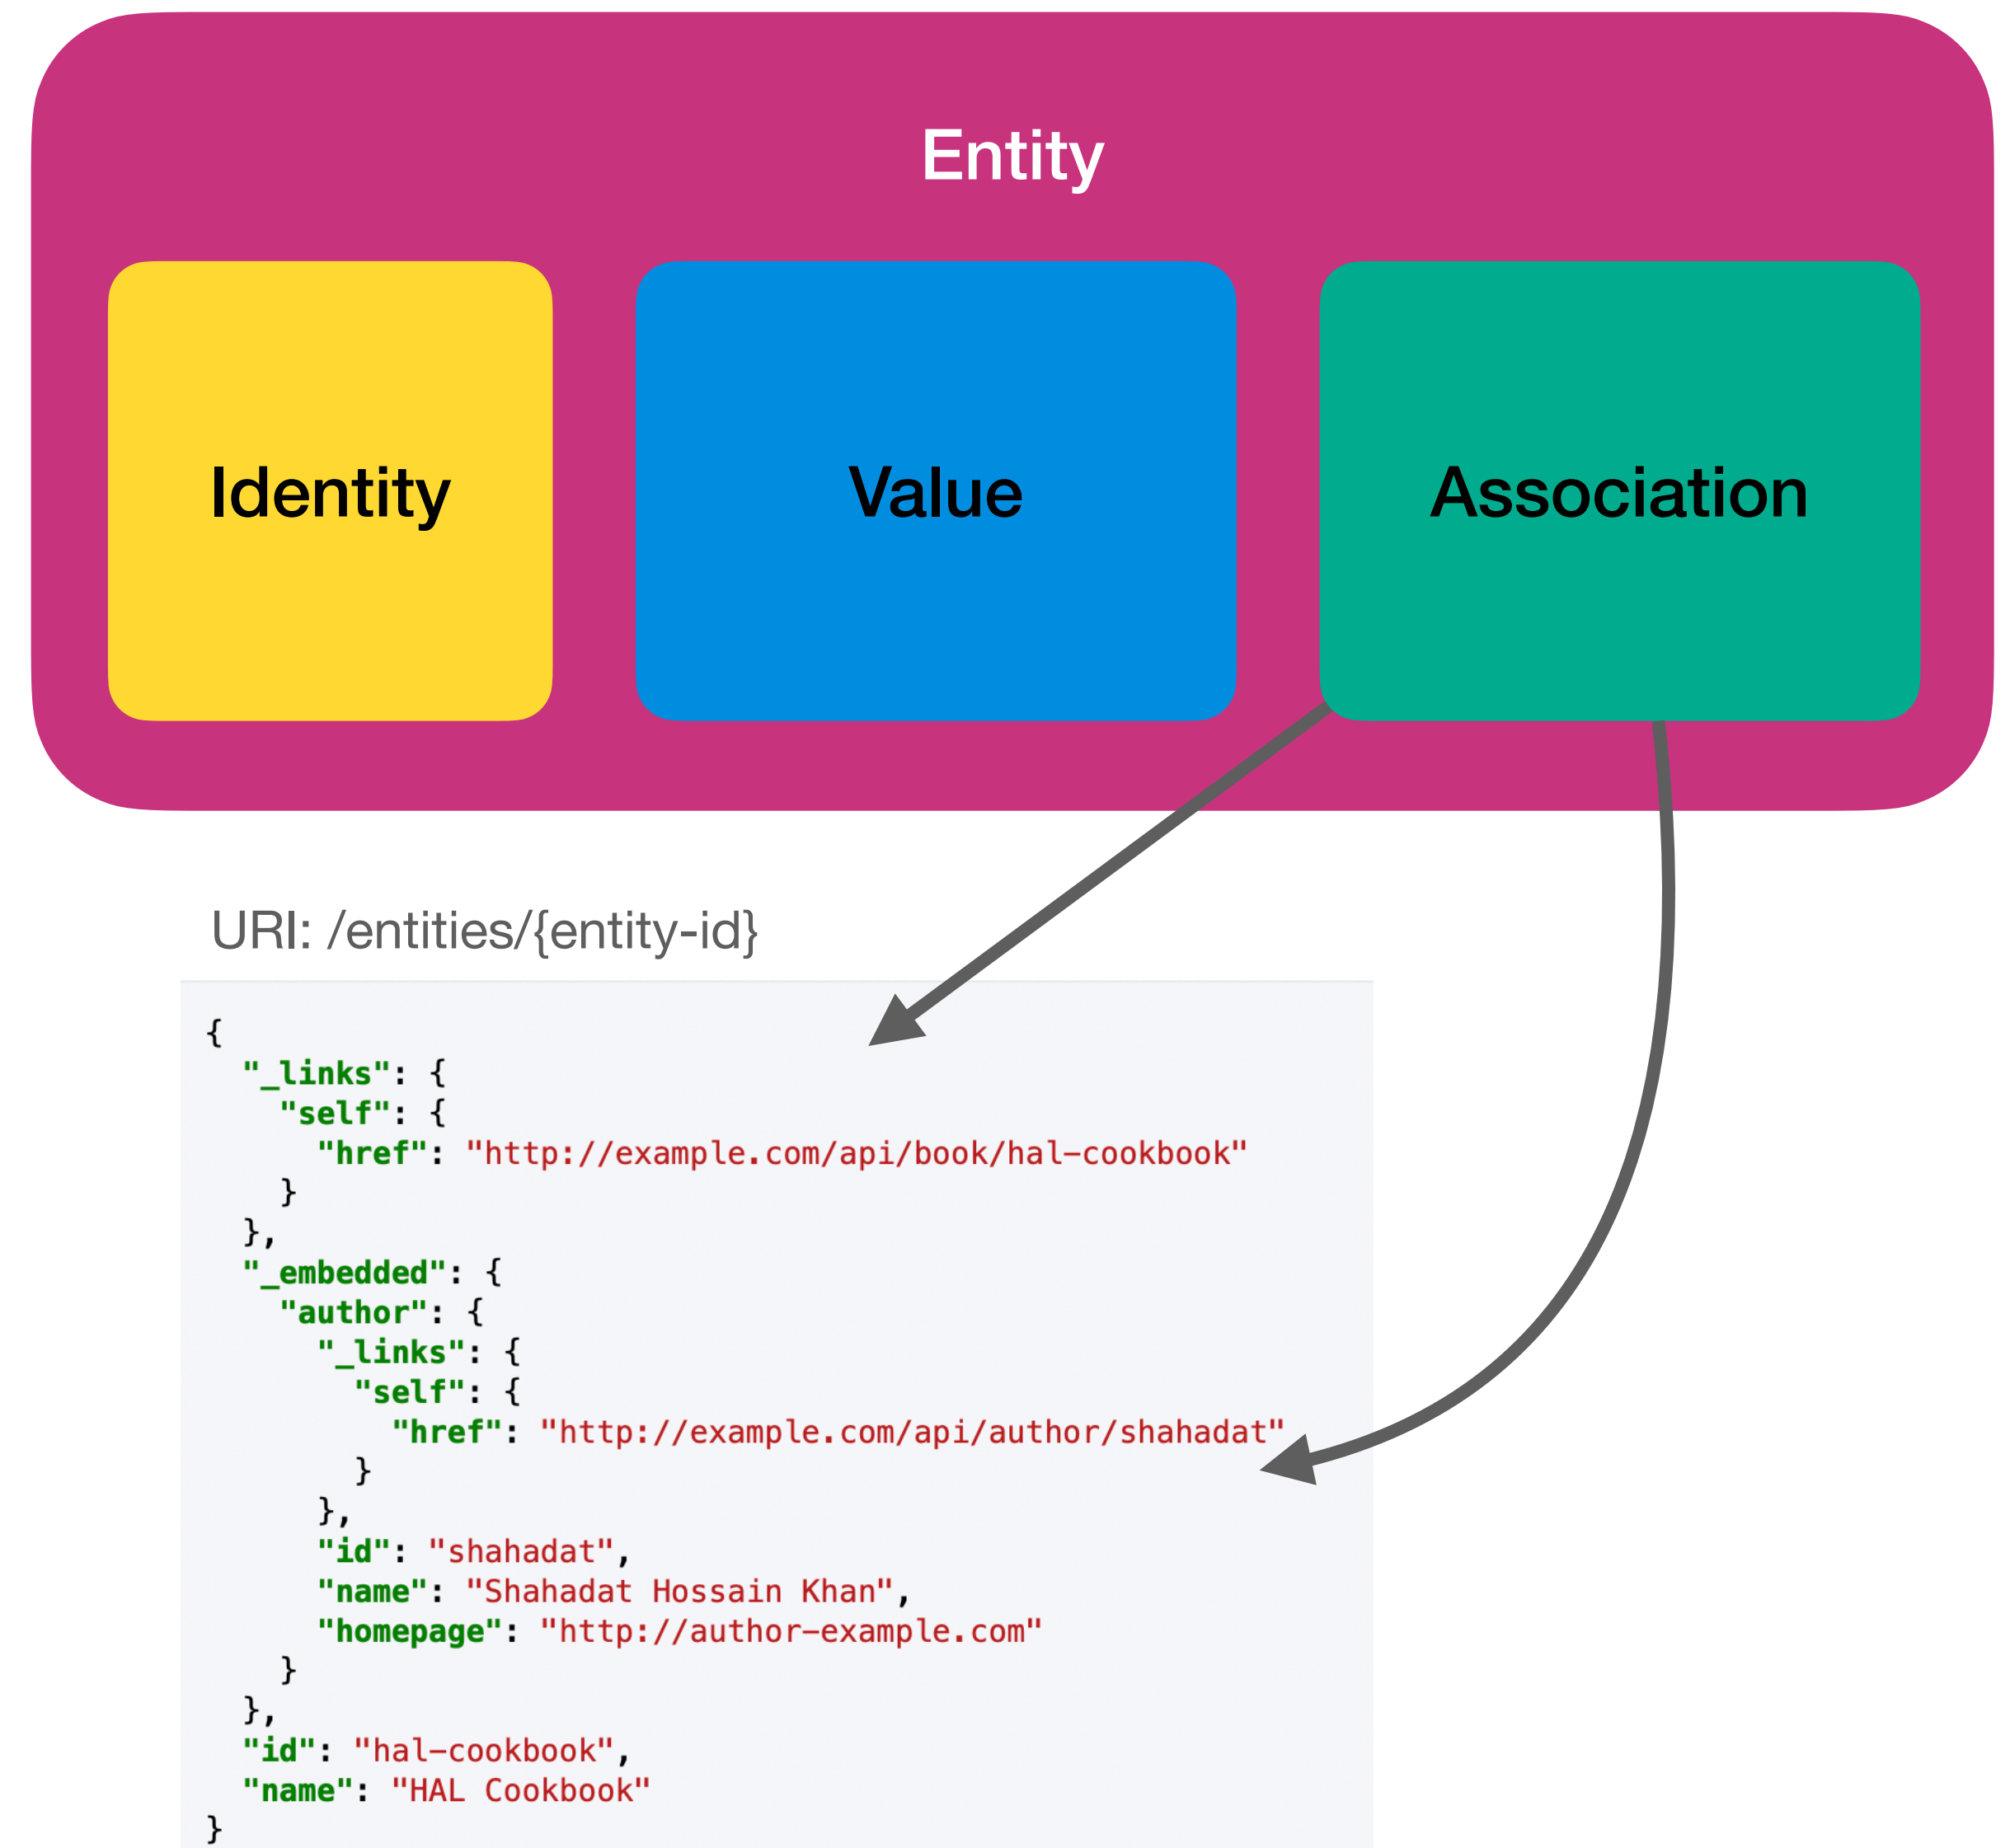 Entity
Identity
Value
Association
URI: /entities/{entity-id}
{
  "_links": {
    "self": {
      "href": "http://example.com/api/book/hal-cookbook"
    }
  },
  "_embedded": {
    "author": {
      "_links": {
        "self": {
          "href": "http://example.com/api/author/shahadat"
        }
      },
      "id": "shahadat",
      "name": "Shahadat Hossain Khan",
      "homepage": "http://author-example.com"
    }
  },
  "id": "hal-cookbook",
  "name": "HAL Cookbook"
}